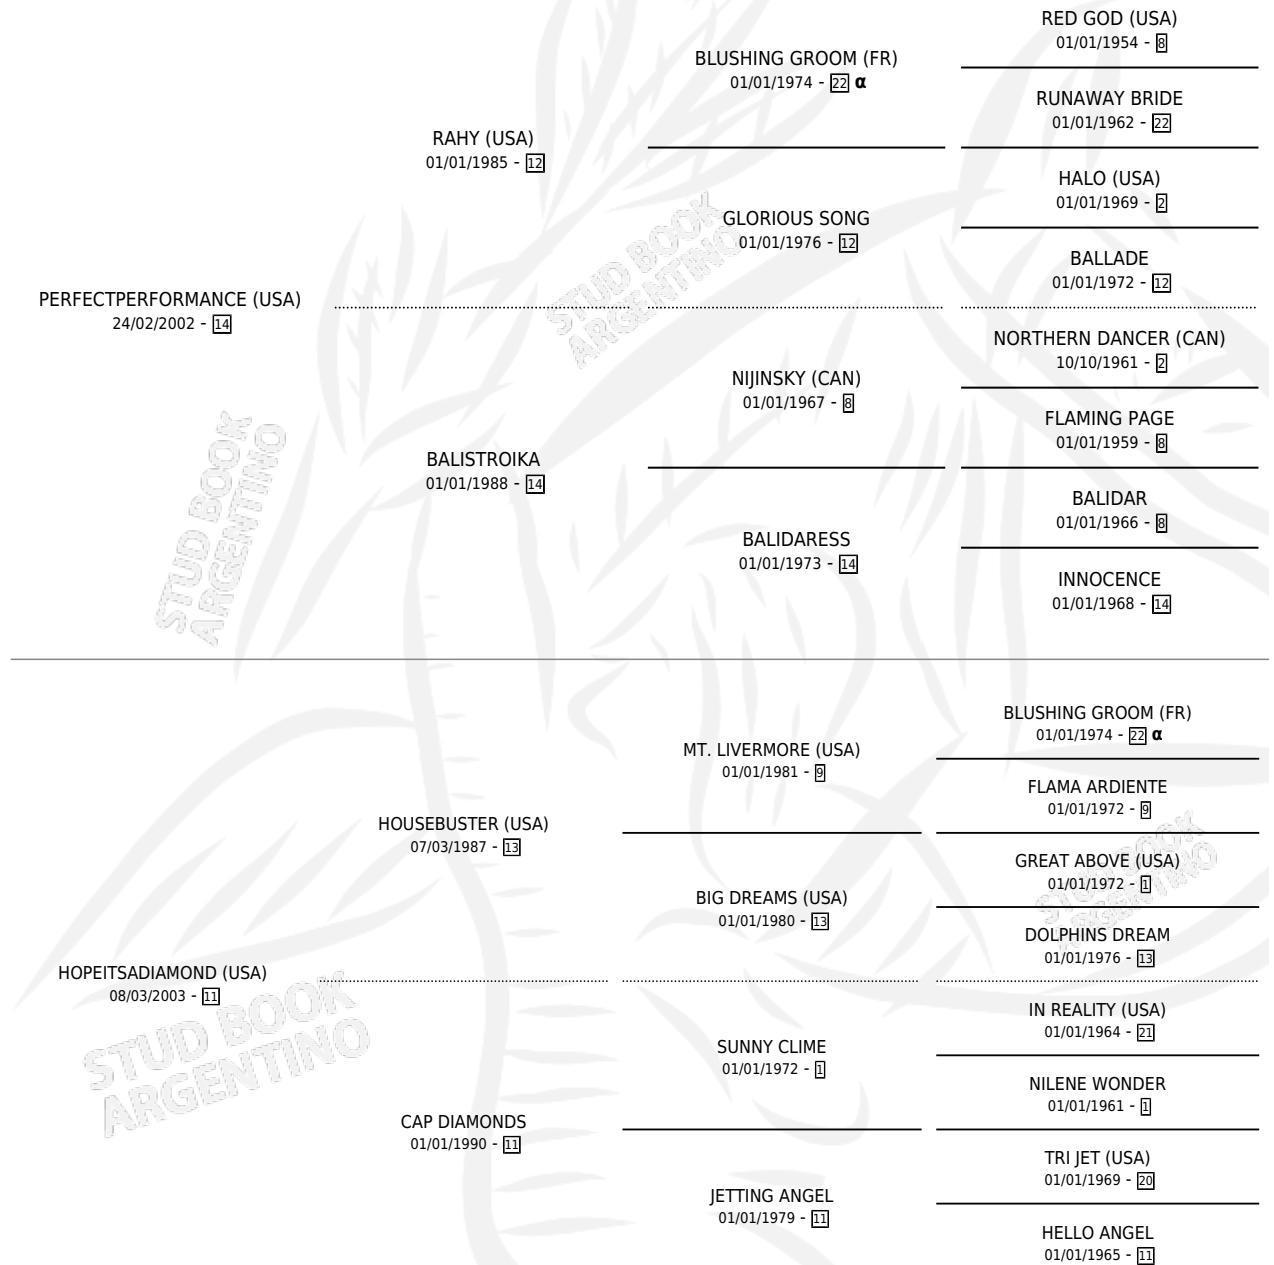 RED GOD (USA)
01/01/1954 - 8
BLUSHING GROOM (FR)
01/01/1974 - 22 α
RUNAWAY BRIDE
01/01/1962 - 22
RAHY (USA)
01/01/1985 - 12
HALO (USA)
01/01/1969 - 2
GLORIOUS SONG
01/01/1976 - 12
BALLADE
01/01/1972 - 12
PERFECTPERFORMANCE (USA)
24/02/2002 - 14
NORTHERN DANCER (CAN)
10/10/1961 - 2
NIJINSKY (CAN)
01/01/1967 - 8
FLAMING PAGE
01/01/1959 - 8
BALISTROIKA
01/01/1988 - 14
BALIDAR
01/01/1966 - 8
BALIDARESS
01/01/1973 - 14
INNOCENCE
01/01/1968 - 14
STUD BOOK
ARGENTINO
STUD BOOK
ARGENTINO
BLUSHING GROOM (FR)
01/01/1974 - 22 α
MT. LIVERMORE (USA)
01/01/1981 - 9
FLAMA ARDIENTE
01/01/1972 - 9
HOUSEBUSTER (USA)
07/03/1987 - 13
GREAT ABOVE (USA)
01/01/1972 - 1
BIG DREAMS (USA)
01/01/1980 - 13
DOLPHINS DREAM
01/01/1976 - 13
HOPEITSADIAMOND (USA)
08/03/2003 - 11
IN REALITY (USA)
01/01/1964 - 21
SUNNY CLIME
01/01/1972 - 1
NILENE WONDER
01/01/1961 - 1
CAP DIAMONDS
01/01/1990 - 11
TRI JET (USA)
01/01/1969 - 20
JETTING ANGEL
01/01/1979 - 11
HELLO ANGEL
01/01/1965 - 11
STUD BOOK
ARGENTINO
STUD BOOK
ARGENTINO